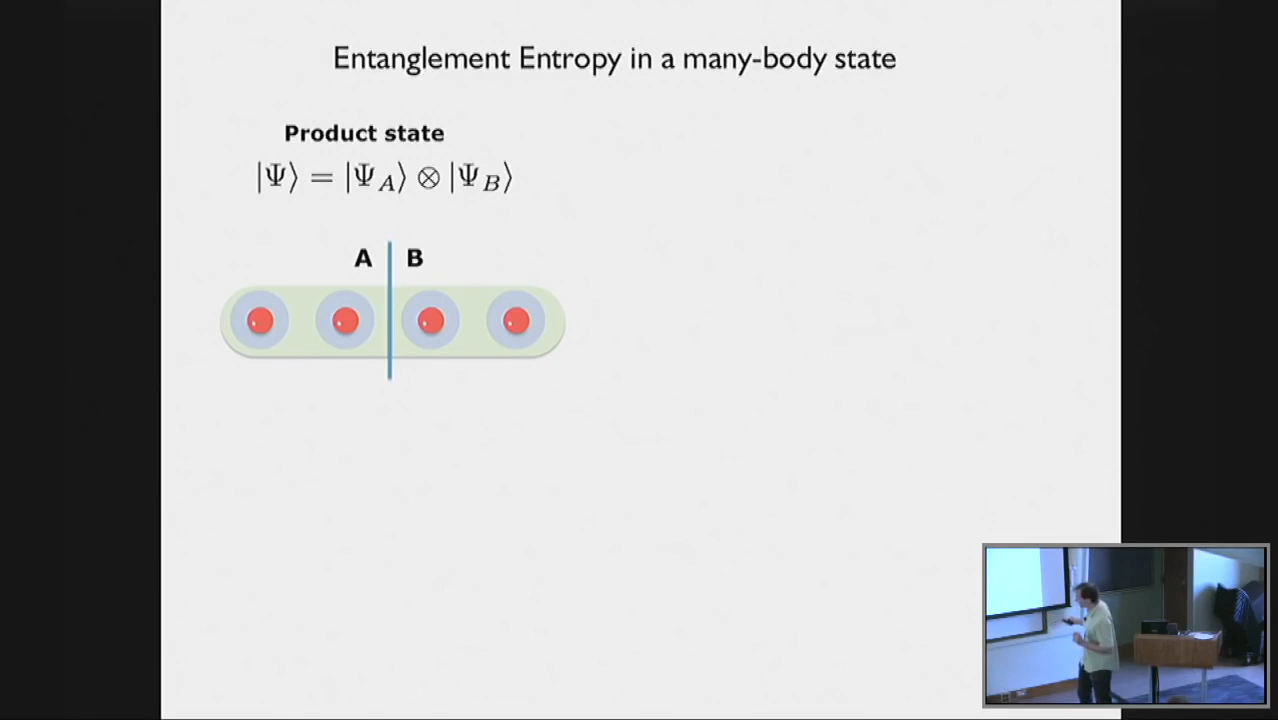 Entanglement Entropy in a many-body state
Product state
|Ψ⟩ = |Ψ_A⟩ ⊗ |Ψ_B⟩
A B